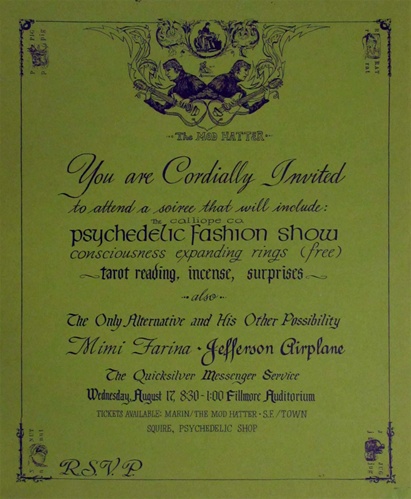 The MOD HATTER
You are Cordially Invited
to attend a soiree that will include:
The calliope co.
psychedelic fashion show
consciousness expanding rings (free)
tarot reading, incense, surprises
also
The Only Alternative and His Other Possibility
Mimi Farina · Jefferson Airplane
The Quicksilver Messenger Service
Wednesday, August 17, 8:30-1:00 Fillmore Auditorium
TICKETS AVAILABLE: MARIN/THE MOD HATTER - S.F./TOWN
SQUIRE, PSYCHEDELIC SHOP
R.S.V.P